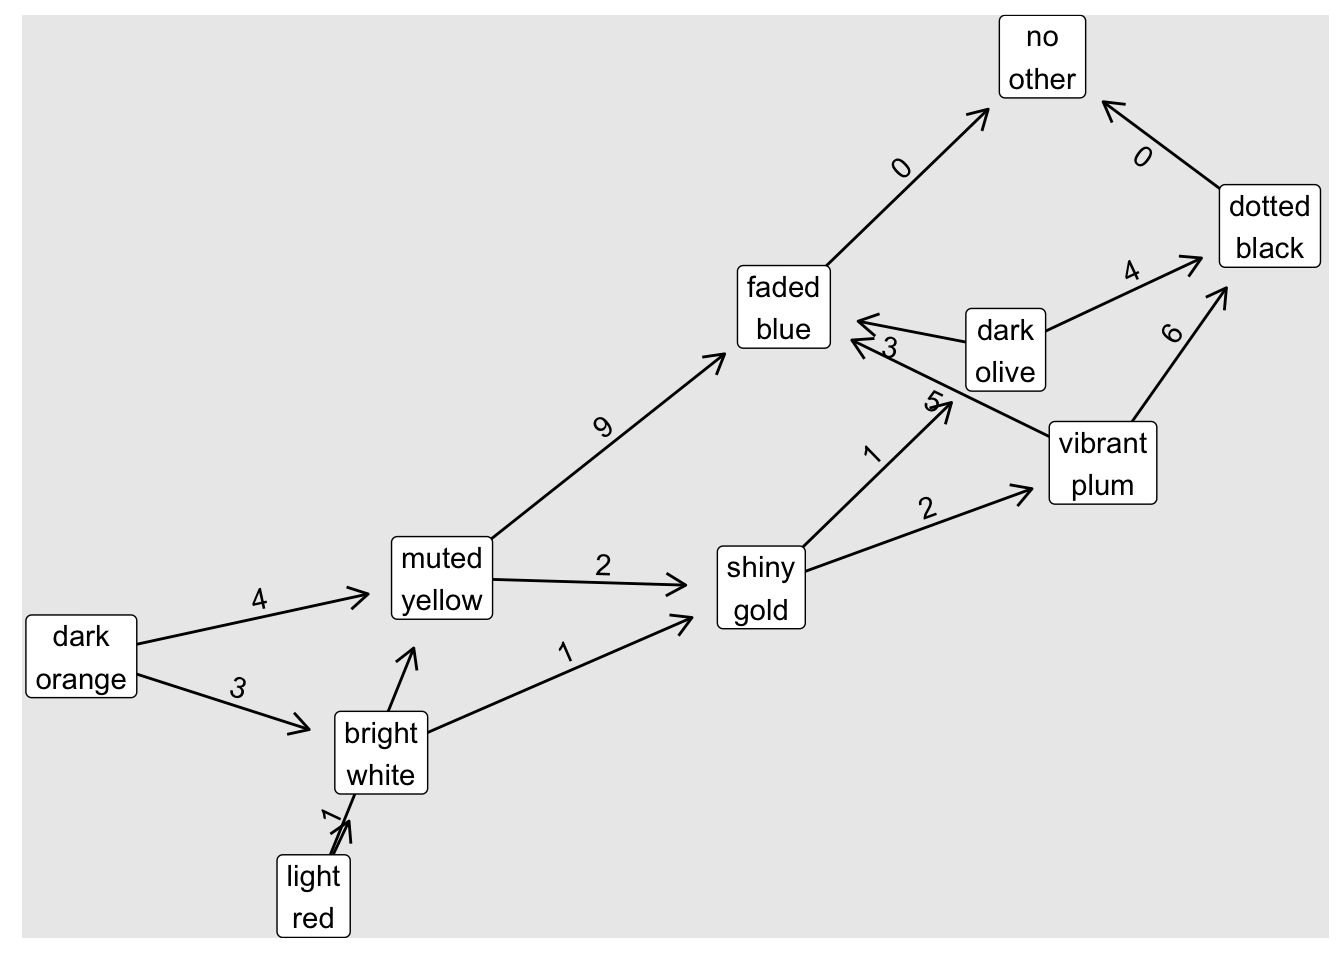 no
other
0
0
dotted
black
faded
blue
4
dark
olive
3
6
5
9
1
vibrant
plum
2
muted
yellow
2
shiny
gold
4
dark
orange
3
1
bright
white
1
light
red